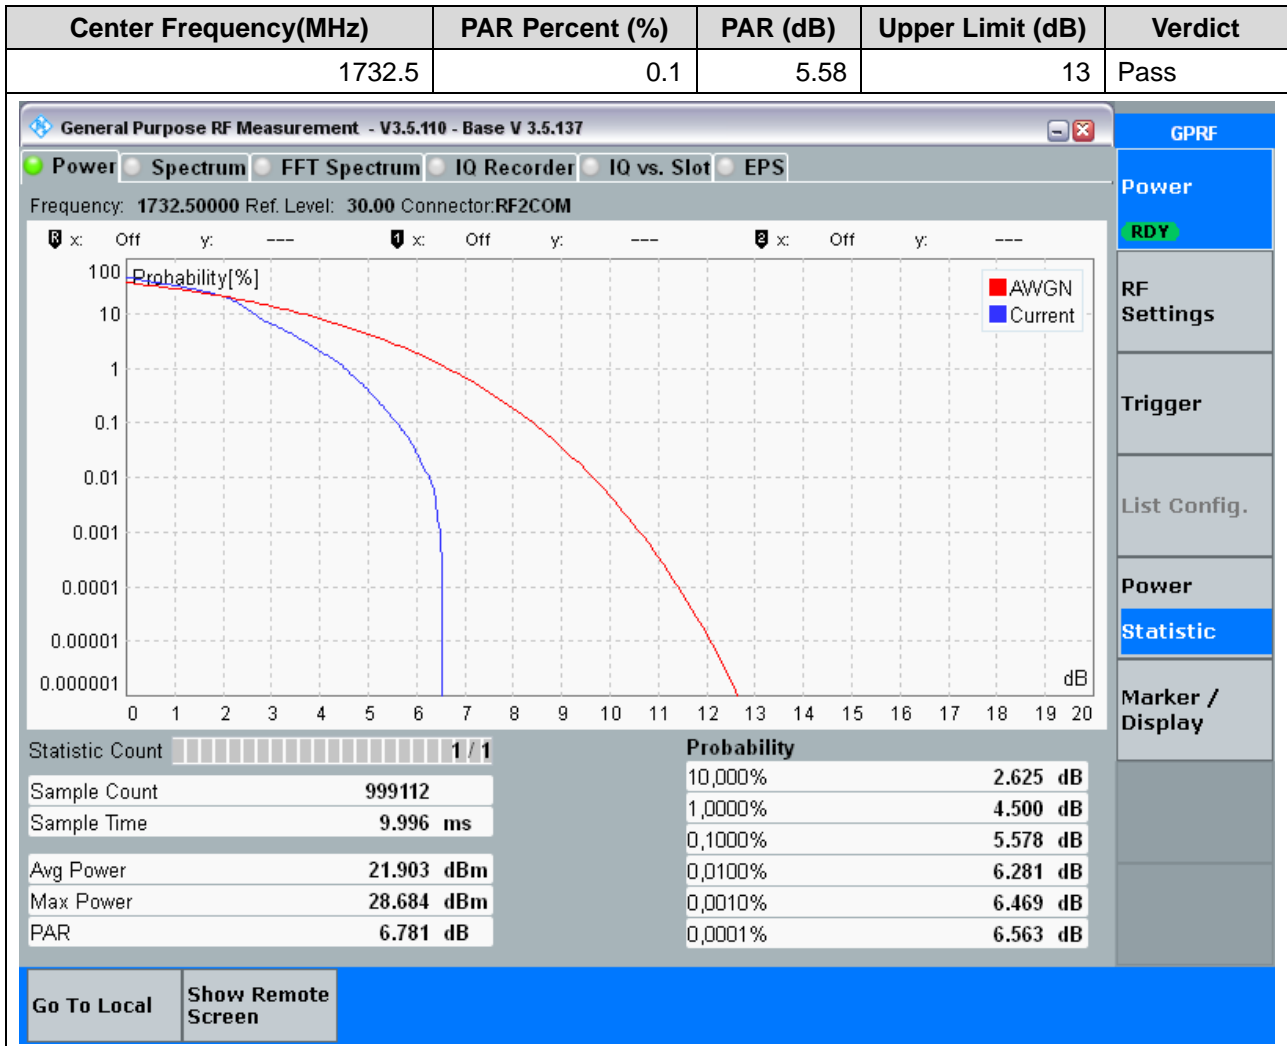 Center Frequency(MHz) PAR Percent (%) PAR (dB) Upper Limit (dB) Verdict
1732.5 0.1 5.58 13 Pass
General Purpose RF Measurement - V3.5.110 - Base V 3.5.137
GPRF
Power Spectrum FFT Spectrum IQ Recorder IQ vs. Slot EPS
Power
RDY
Frequency: 1732.50000 Ref. Level: 30.00 Connector:RF2COM
R x: Off y: --- 1 x: Off y: --- 2 x: Off y: ---
Probability[%]
AWGN
Current
100
10
1
0.1
0.01
0.001
0.0001
0.00001
0.000001
dB
0 1 2 3 4 5 6 7 8 9 10 11 12 13 14 15 16 17 18 19 20
RF
Settings
Trigger
List Config.
Power
Statistic
Marker /
Display
Statistic Count 1 / 1
Sample Count 999112
Sample Time 9.996 ms
Avg Power 21.903 dBm
Max Power 28.684 dBm
PAR 6.781 dB
Probability
10,000% 2.625 dB
1,0000% 4.500 dB
0,1000% 5.578 dB
0,0100% 6.281 dB
0,0010% 6.469 dB
0,0001% 6.563 dB
Go To Local
Show Remote
Screen